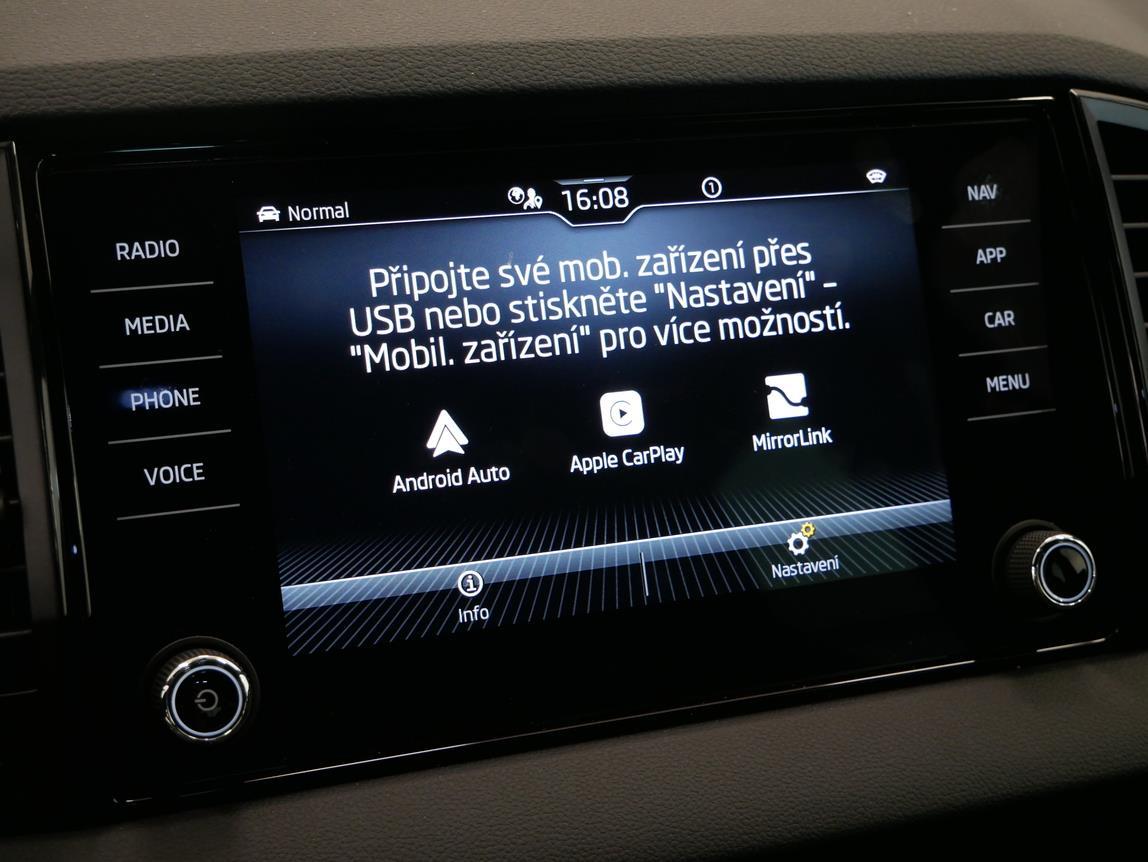 Normal
16:08
1
RADIO
MEDIA
PHONE
VOICE
Připojte své mob. zařízení přes
USB nebo stiskněte "Nastavení" -
"Mobil. zařízení" pro více možností.
Android Auto
Apple CarPlay
MirrorLink
Info
Nastavení
NAV
APP
CAR
MENU